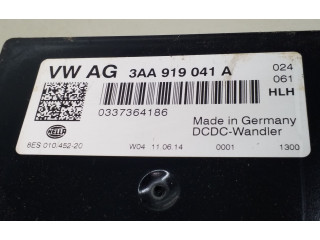 VW AG 3AA 919 041 A
024
061
HLH
0337364186
HELLA
Made in Germany
DCDC-Wandler
8ES 010/452-20
W04 11.06.14
0001
1300